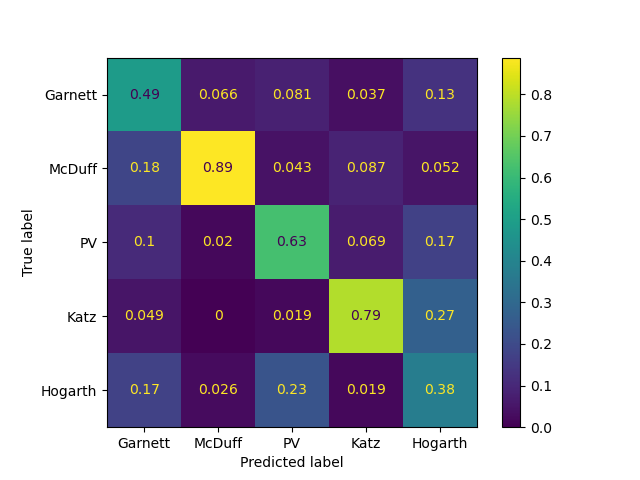 Garnett 0.49 0.066 0.081 0.037 0.13
McDuff 0.18 0.89 0.043 0.087 0.052
PV 0.1 0.02 0.63 0.069 0.17
Katz 0.049 0 0.019 0.79 0.27
Hogarth 0.17 0.026 0.23 0.019 0.38
Garnett McDuff PV Katz Hogarth
Predicted label
True label
0.8
0.7
0.6
0.5
0.4
0.3
0.2
0.1
0.0